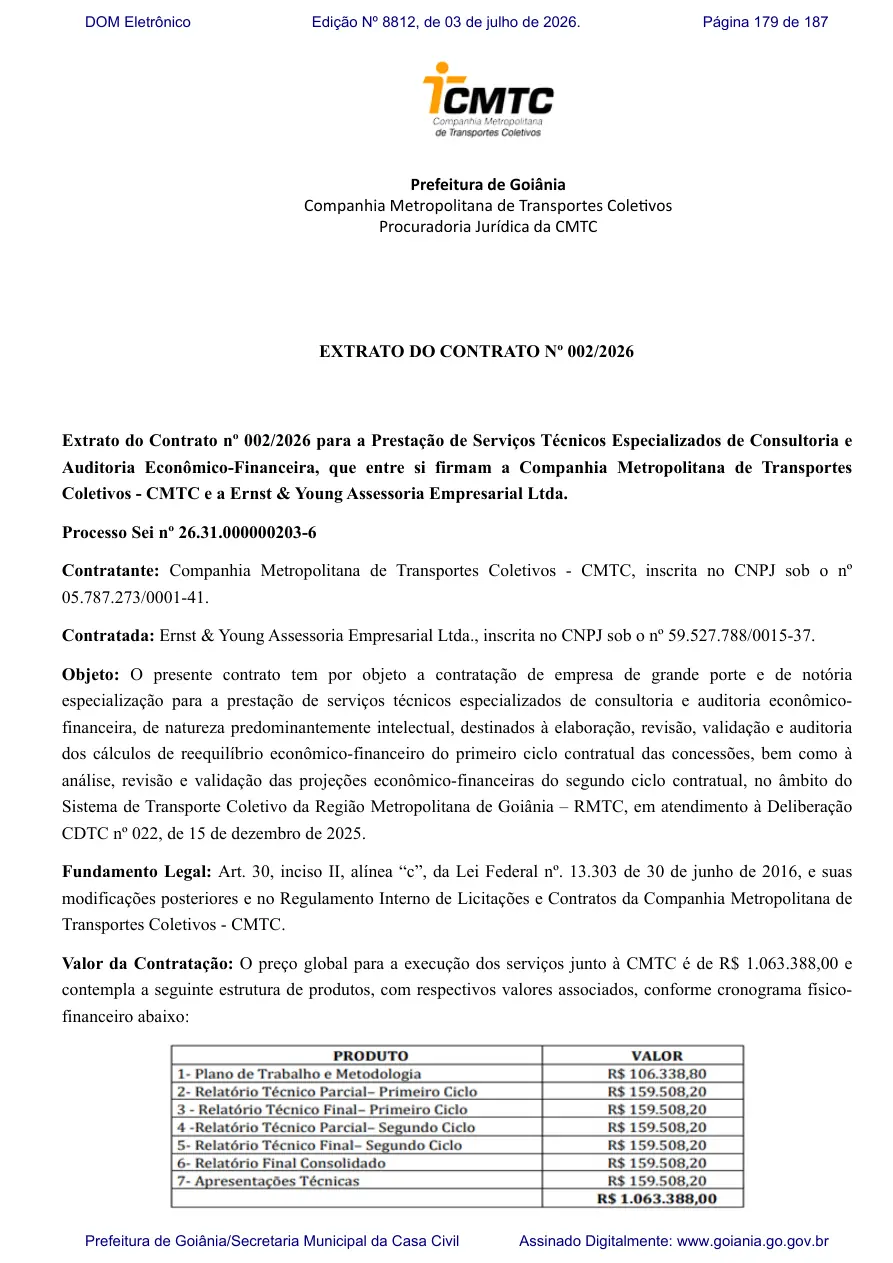 DOM Eletrônico Edição Nº 8812, de 03 de julho de 2026. Página 179 de 187
CMTC
Companhia Metropolitana
de Transportes Coletivos
Prefeitura de Goiânia
Companhia Metropolitana de Transportes Coletivos
Procuradoria Jurídica da CMTC
EXTRATO DO CONTRATO Nº 002/2026
Extrato do Contrato nº 002/2026 para a Prestação de Serviços Técnicos Especializados de Consultoria e
Auditoria Econômico-Financeira, que entre si firmam a Companhia Metropolitana de Transportes
Coletivos - CMTC e a Ernst & Young Assessoria Empresarial Ltda.
Processo Sei nº 26.31.000000203-6
Contratante: Companhia Metropolitana de Transportes Coletivos - CMTC, inscrita no CNPJ sob o nº
05.787.273/0001-41.
Contratada: Ernst & Young Assessoria Empresarial Ltda., inscrita no CNPJ sob o nº 59.527.788/0015-37.
Objeto: O presente contrato tem por objeto a contratação de empresa de grande porte e de notória
especialização para a prestação de serviços técnicos especializados de consultoria e auditoria econômico-
financeira, de natureza predominantemente intelectual, destinados à elaboração, revisão, validação e auditoria
dos cálculos de reequilíbrio econômico-financeiro do primeiro ciclo contratual das concessões, bem como à
análise, revisão e validação das projeções econômico-financeiras do segundo ciclo contratual, no âmbito do
Sistema de Transporte Coletivo da Região Metropolitana de Goiânia – RMTC, em atendimento à Deliberação
CDTC nº 022, de 15 de dezembro de 2025.
Fundamento Legal: Art. 30, inciso II, alínea “c”, da Lei Federal nº. 13.303 de 30 de junho de 2016, e suas
modificações posteriores e no Regulamento Interno de Licitações e Contratos da Companhia Metropolitana de
Transportes Coletivos - CMTC.
Valor da Contratação: O preço global para a execução dos serviços junto à CMTC é de R$ 1.063.388,00 e
contempla a seguinte estrutura de produtos, com respectivos valores associados, conforme cronograma físico-
financeiro abaixo:
PRODUTO VALOR
1- Plano de Trabalho e Metodologia R$ 106.338,80
2- Relatório Técnico Parcial– Primeiro Ciclo R$ 159.508,20
3 - Relatório Técnico Final– Primeiro Ciclo R$ 159.508,20
4 -Relatório Técnico Parcial– Segundo Ciclo R$ 159.508,20
5- Relatório Técnico Final– Segundo Ciclo R$ 159.508,20
6- Relatório Final Consolidado R$ 159.508,20
7- Apresentações Técnicas R$ 159.508,20
R$ 1.063.388,00
Prefeitura de Goiânia/Secretaria Municipal da Casa Civil Assinado Digitalmente: www.goiania.go.gov.br